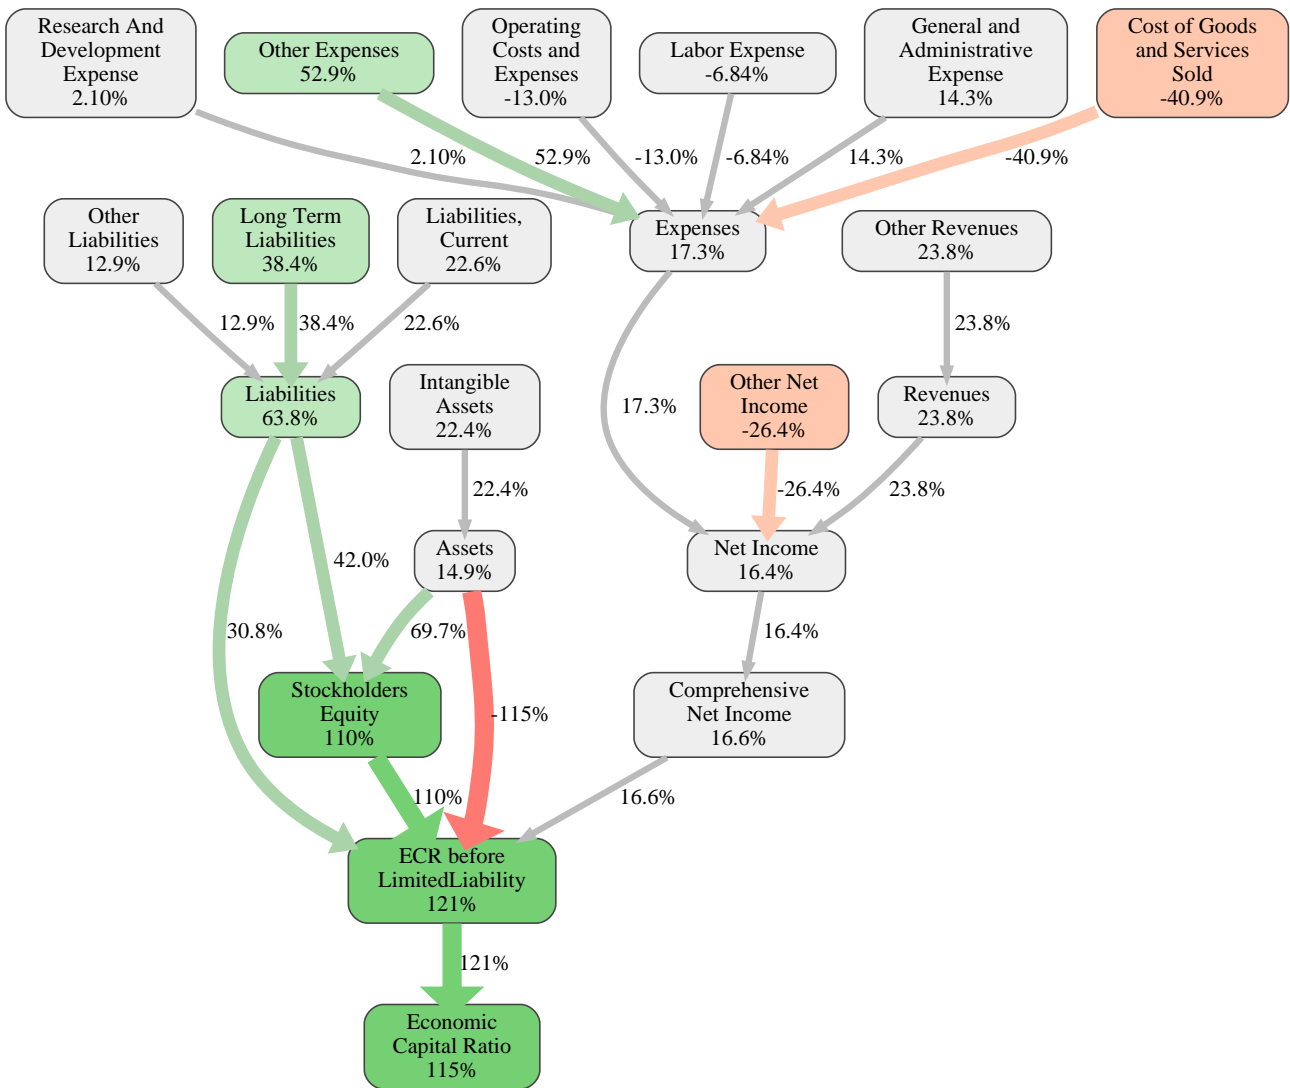 Research And
Development
Expense
2.10%
Other Expenses
52.9%
Operating
Costs and
Expenses
-13.0%
Labor Expense
-6.84%
General and
Administrative
Expense
14.3%
Cost of Goods
and Services
Sold
-40.9%
2.10%
52.9%
-13.0%
-6.84%
14.3%
-40.9%
Other
Liabilities
12.9%
Long Term
Liabilities
38.4%
Liabilities,
Current
22.6%
Expenses
17.3%
Other Revenues
23.8%
12.9%
38.4%
22.6%
23.8%
Liabilities
63.8%
Intangible
Assets
22.4%
17.3%
Other Net
Income
-26.4%
Revenues
23.8%
22.4%
-26.4%
23.8%
42.0%
Assets
14.9%
Net Income
16.4%
30.8%
69.7%
16.4%
Stockholders
Equity
110%
-115%
Comprehensive
Net Income
16.6%
110%
16.6%
ECR before
LimitedLiability
121%
121%
Economic
Capital Ratio
115%